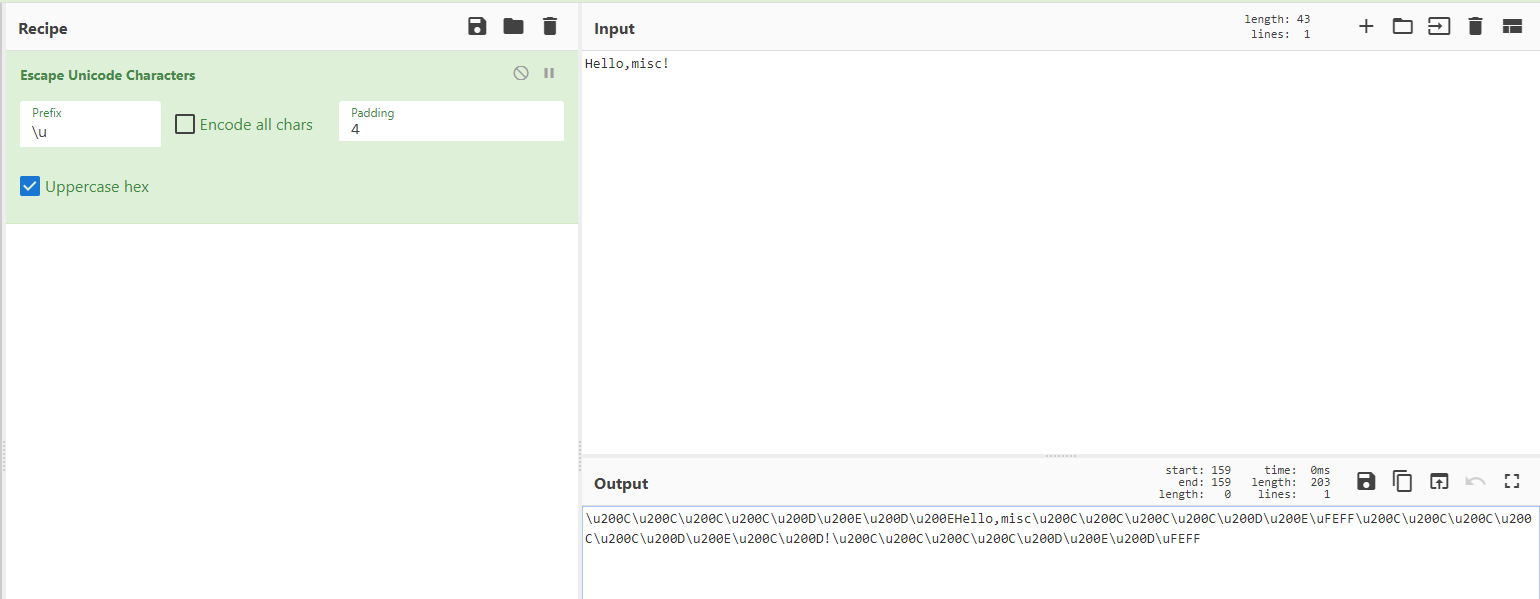 Recipe
Escape Unicode Characters
Prefix
\u
Encode all chars
Padding
4
Uppercase hex
Input
length: 43
lines: 1
Hello,misc!
Output
start: 159 time: 0ms
end: 159 length: 203
length: 0 lines: 1
\u200C\u200C\u200C\u200C\u200D\u200E\u200D\u200EHello,misc\u200C\u200C\u200C\u200C\u200D\u200E\uFEFF\u200C\u200C\u200C\u200
C\u200C\u200D\u200E\u200C\u200D!\u200C\u200C\u200C\u200C\u200D\u200E\u200D\uFEFF